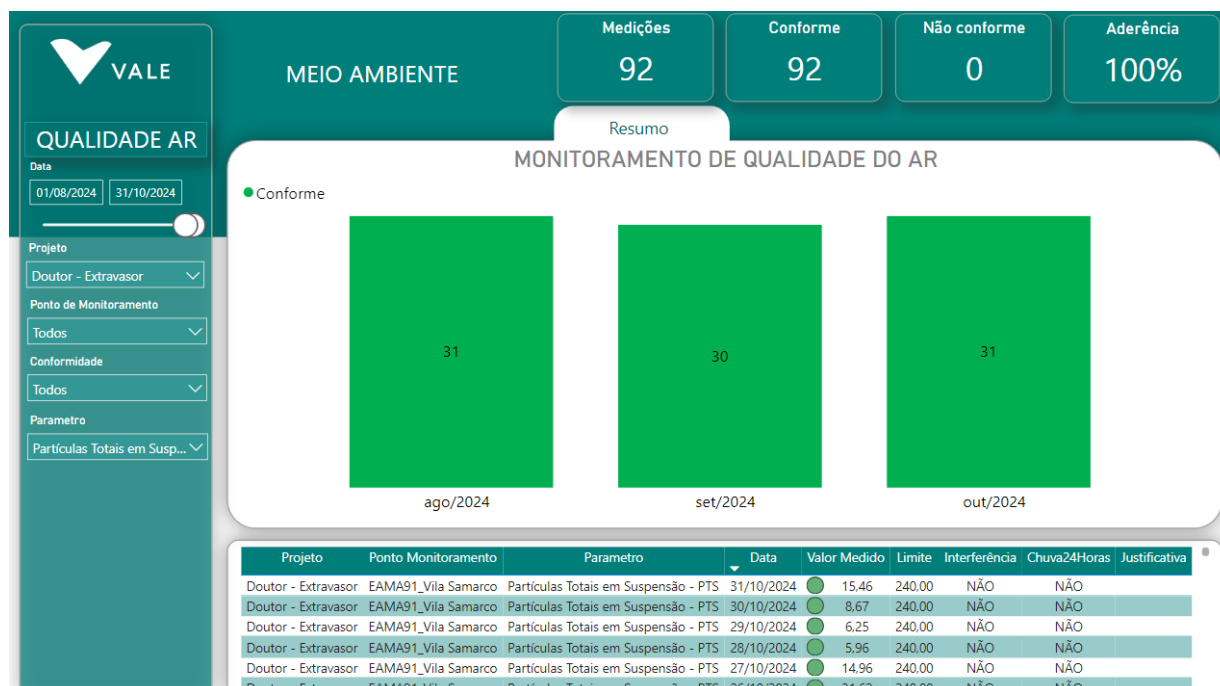 VALE
MEIO AMBIENTE
Medições
92
Conforme
92
Não conforme
0
Aderência
100%
QUALIDADE AR
Data
01/08/2024 31/10/2024
Projeto
Doutor - Extravasor
Ponto de Monitoramento
Todos
Conformidade
Todos
Parametro
Partículas Totais em Susp...
Resumo
MONITORAMENTO DE QUALIDADE DO AR
Conforme
31 30 31
ago/2024 set/2024 out/2024
Projeto Ponto Monitoramento Parametro Data Valor Medido Limite Interferência Chuva24Horas Justificativa
Doutor - Extravasor EAMA91_Vila Samarco Partículas Totais em Suspensão - PTS 31/10/2024 15,46 240,00 NÃO NÃO
Doutor - Extravasor EAMA91_Vila Samarco Partículas Totais em Suspensão - PTS 30/10/2024 8,67 240,00 NÃO NÃO
Doutor - Extravasor EAMA91_Vila Samarco Partículas Totais em Suspensão - PTS 29/10/2024 6,25 240,00 NÃO NÃO
Doutor - Extravasor EAMA91_Vila Samarco Partículas Totais em Suspensão - PTS 28/10/2024 5,96 240,00 NÃO NÃO
Doutor - Extravasor EAMA91_Vila Samarco Partículas Totais em Suspensão - PTS 27/10/2024 14,96 240,00 NÃO NÃO